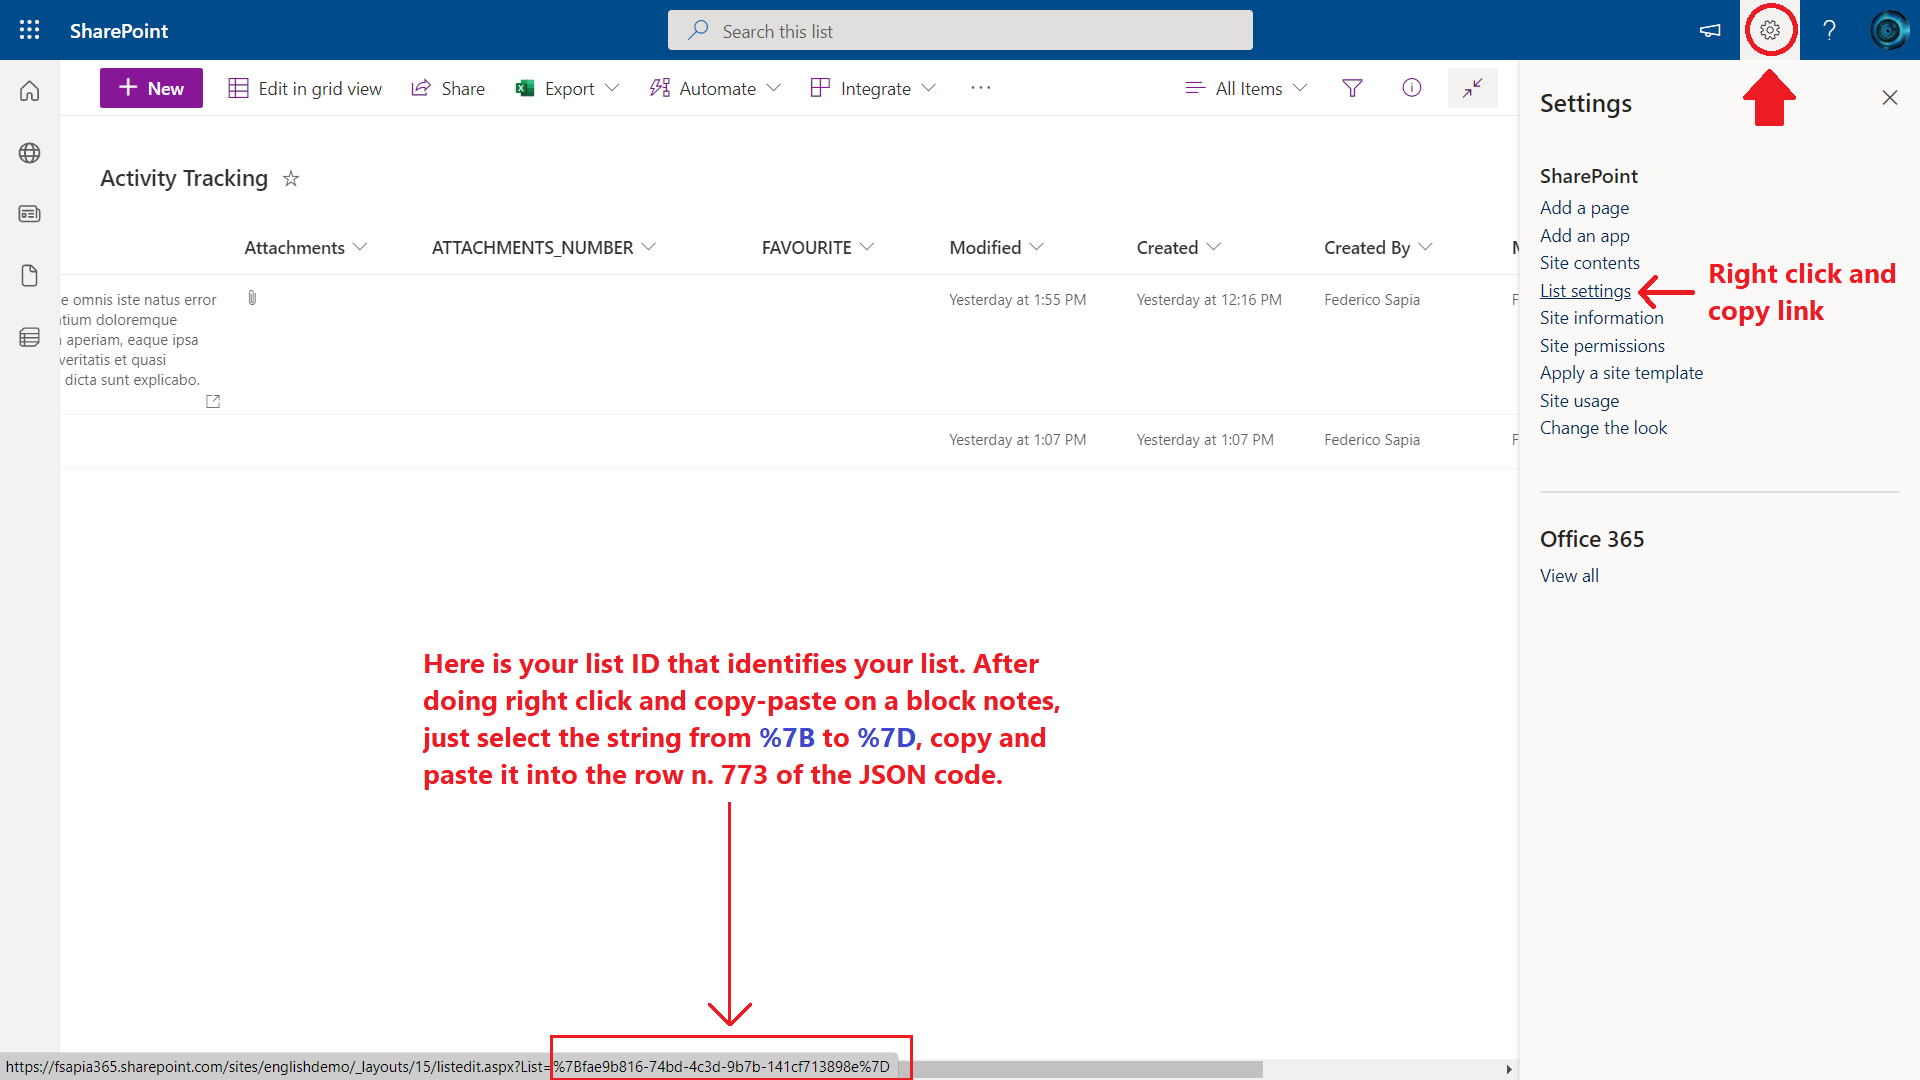 SharePoint
Search this list
?
New
Edit in grid view
Share
Export
Automate
Integrate
···
All Items
Settings
Activity Tracking
SharePoint
Add a page
Add an app
Site contents
List settings
Site information
Site permissions
Apply a site template
Site usage
Change the look
Right click and
copy link
Attachments
ATTACHMENTS_NUMBER
FAVOURITE
Modified
Created
Created By
e omnis iste natus error
tium doloremque
aperiam, eaque ipsa
veritatis et quasi
dicta sunt explicabo.
Yesterday at 1:55 PM
Yesterday at 12:16 PM
Federico Sapia
F
Yesterday at 1:07 PM
Yesterday at 1:07 PM
Federico Sapia
F
Office 365
View all
Here is your list ID that identifies your list. After
doing right click and copy-paste on a block notes,
just select the string from %7B to %7D, copy and
paste it into the row n. 773 of the JSON code.
https://fsapia365.sharepoint.com/sites/englishdemo/_layouts/15/listedit.aspx?List=%7Bfae9b816-74bd-4c3d-9b7b-141cf713898e%7D